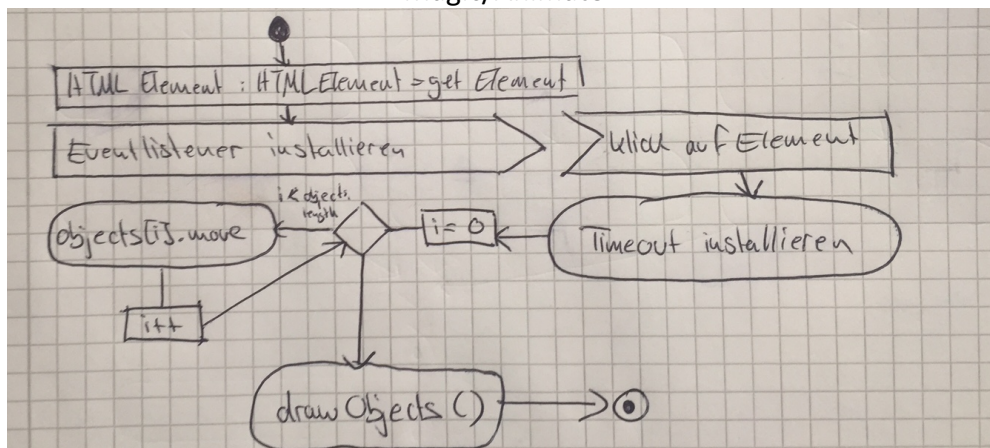 HTML Element : HTMLElement = get Element
Eventlistener installieren
Klick auf Element
i < objects.
length
objects[i].move
i = 0
Timeout installieren
i++
draw Objects ()